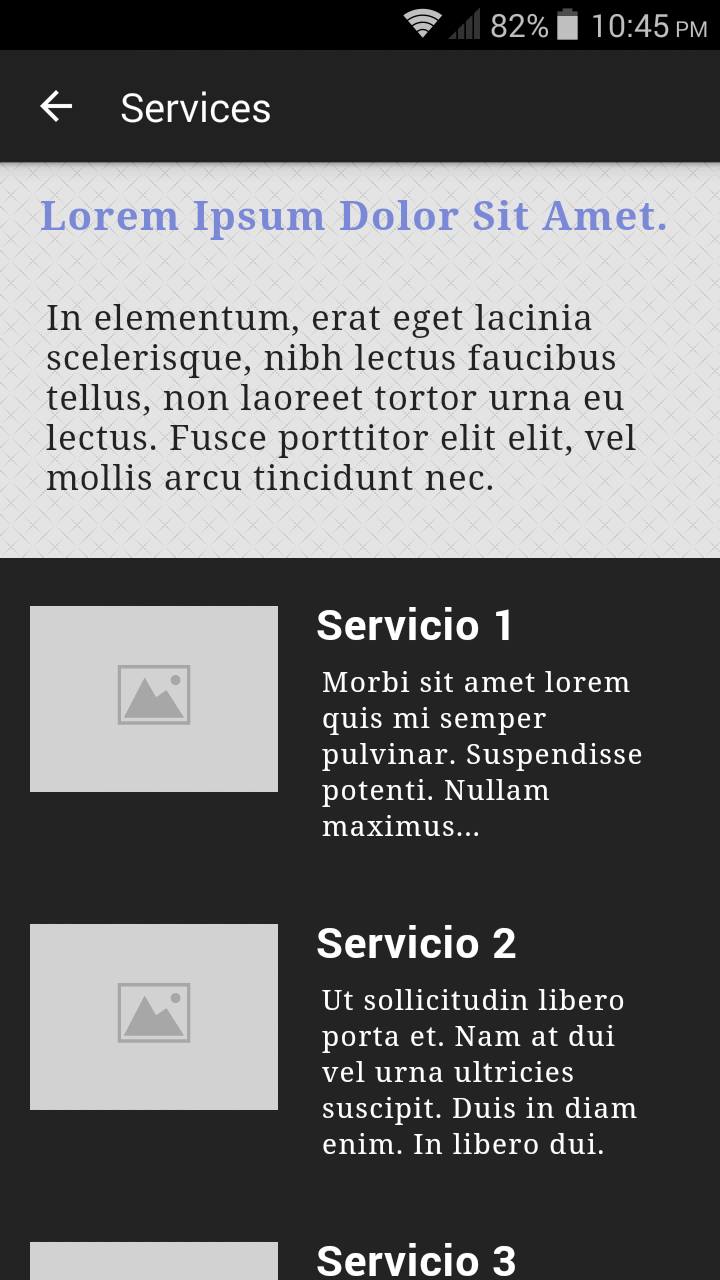 82% 10:45 PM
Services
Lorem Ipsum Dolor Sit Amet.
In elementum, erat eget lacinia
scelerisque, nibh lectus faucibus
tellus, non laoreet tortor urna eu
lectus. Fusce porttitor elit elit, vel
mollis arcu tincidunt nec.
Servicio 1
Morbi sit amet lorem
quis mi semper
pulvinar. Suspendisse
potenti. Nullam
maximus...
Servicio 2
Ut sollicitudin libero
porta et. Nam at dui
vel urna ultricies
suscipit. Duis in diam
enim. In libero dui.
Servicio 3